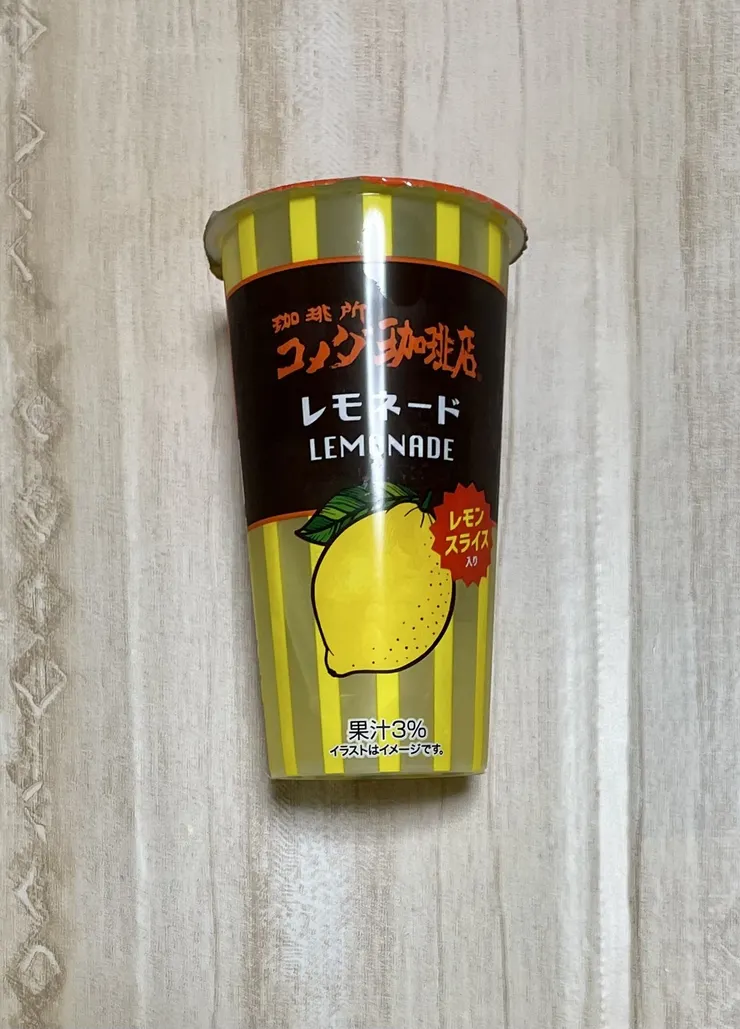 珈琲所
コメダ珈琲店
レモネード
LEMONADE
レモン
スライス
入り
果汁3%
イラストはイメージです。